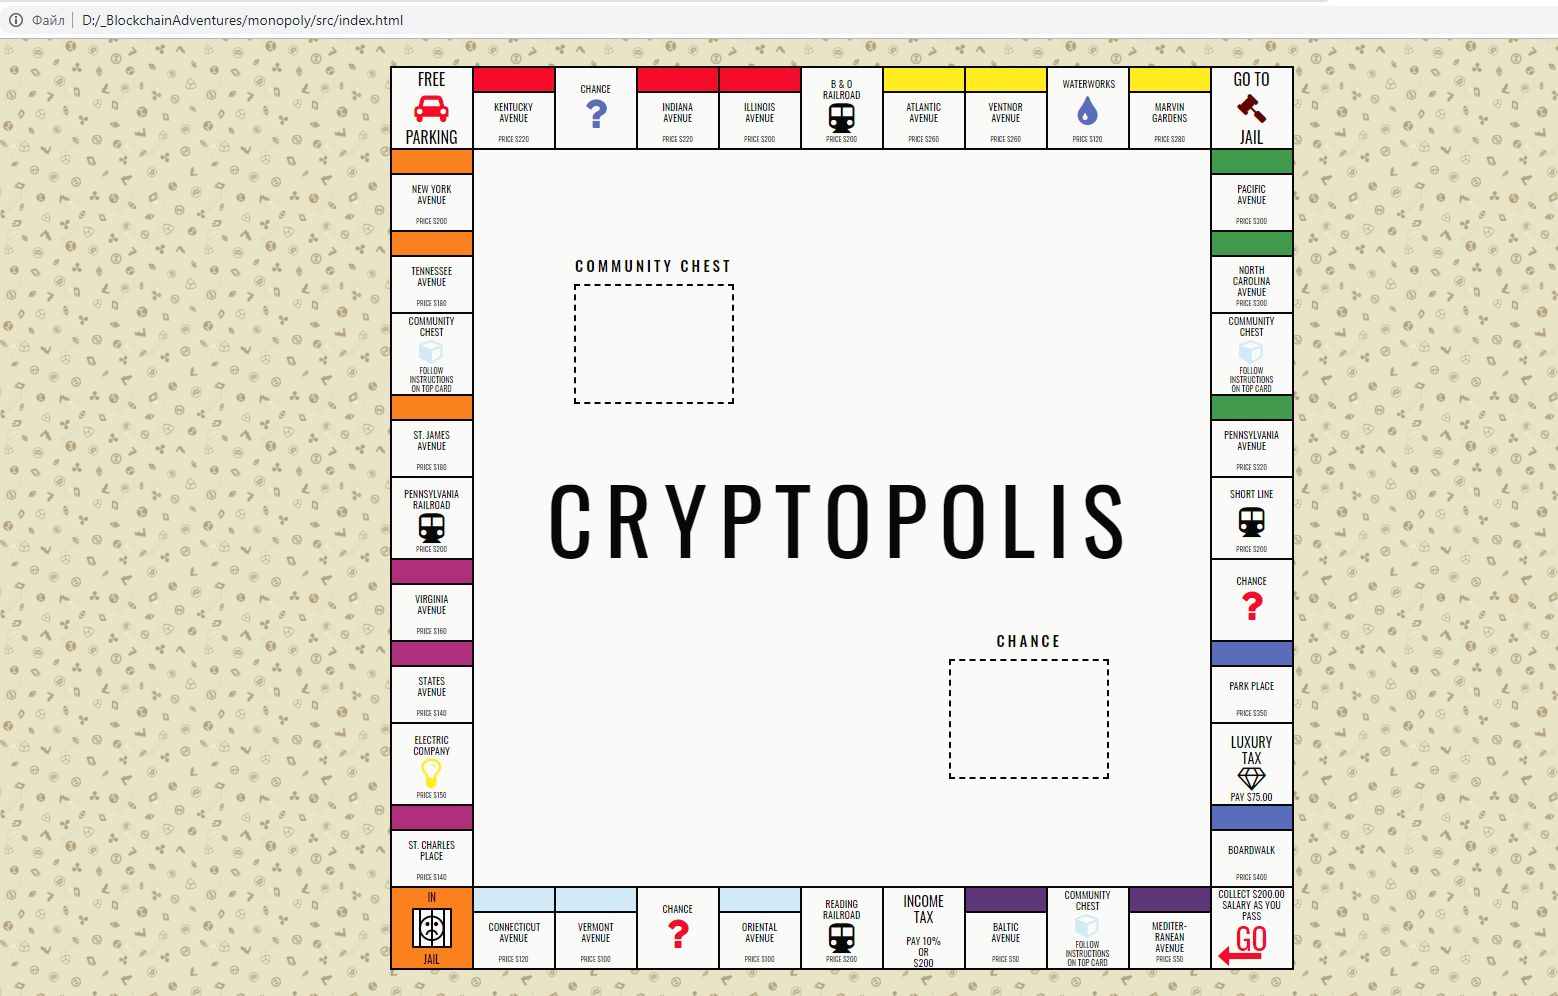 Файл
D:/_BlockchainAdventures/monopoly/src/index.html
FREE
PARKING
KENTUCKY
AVENUE
PRICE $220
CHANCE
?
INDIANA
AVENUE
PRICE $220
ILLINOIS
AVENUE
PRICE $200
B & O
RAILROAD
PRICE $200
ATLANTIC
AVENUE
PRICE $260
VENTNOR
AVENUE
PRICE $260
WATERWORKS
PRICE $120
MARVIN
GARDENS
PRICE $280
GO TO
JAIL
NEW YORK
AVENUE
PRICE $200
TENNESSEE
AVENUE
PRICE $180
COMMUNITY
CHEST
FOLLOW
INSTRUCTIONS
ON TOP CARD
ST. JAMES
AVENUE
PRICE $180
PENNSYLVANIA
RAILROAD
PRICE $200
VIRGINIA
AVENUE
PRICE $160
STATES
AVENUE
PRICE $140
ELECTRIC
COMPANY
PRICE $150
ST. CHARLES
PLACE
PRICE $140
COMMUNITY CHEST
CRYPTOPOLIS
CHANCE
PACIFIC
AVENUE
PRICE $300
NORTH
CAROLINA
AVENUE
PRICE $300
COMMUNITY
CHEST
FOLLOW
INSTRUCTIONS
ON TOP CARD
PENNSYLVANIA
AVENUE
PRICE $320
SHORT LINE
PRICE $200
CHANCE
?
PARK PLACE
PRICE $350
LUXURY
TAX
PAY $75.00
BOARDWALK
PRICE $400
IN
JAIL
CONNECTICUT
AVENUE
PRICE $120
VERMONT
AVENUE
PRICE $100
CHANCE
?
ORIENTAL
AVENUE
PRICE $100
READING
RAILROAD
PRICE $200
INCOME
TAX
PAY 10%
OR
$200
BALTIC
AVENUE
PRICE $50
COMMUNITY
CHEST
FOLLOW
INSTRUCTIONS
ON TOP CARD
MEDITER-
RANEAN
AVENUE
PRICE $50
COLLECT $200.00
SALARY AS YOU
PASS
GO